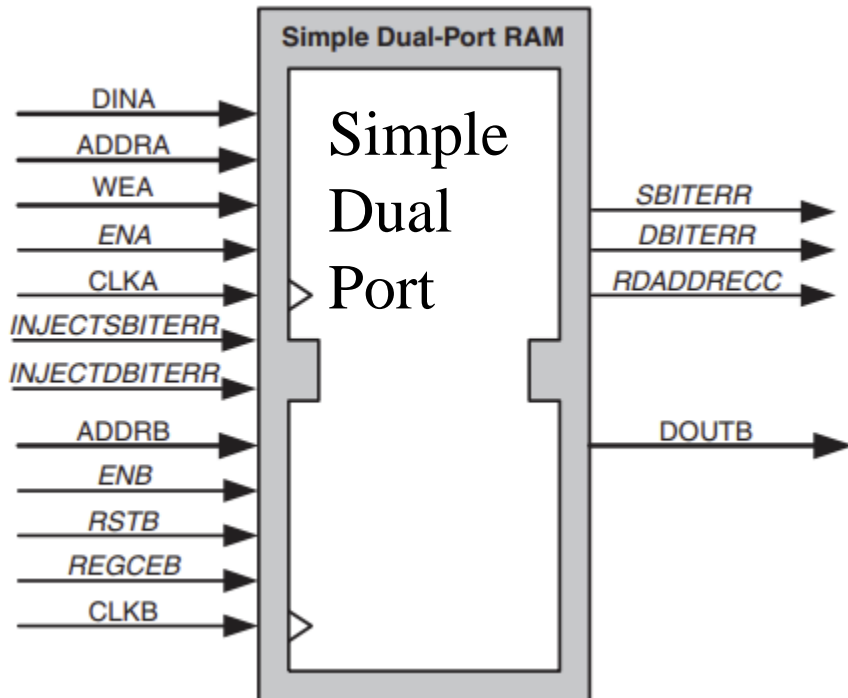 Simple Dual-Port RAM
Simple
Dual
Port
DINA
ADDRA
WEA
ENA
CLKA
INJECTSBITERR
INJECTDBITERR
ADDRB
ENB
RSTB
REGCEB
CLKB
SBITERR
DBITERR
RDADDRECC
DOUTB